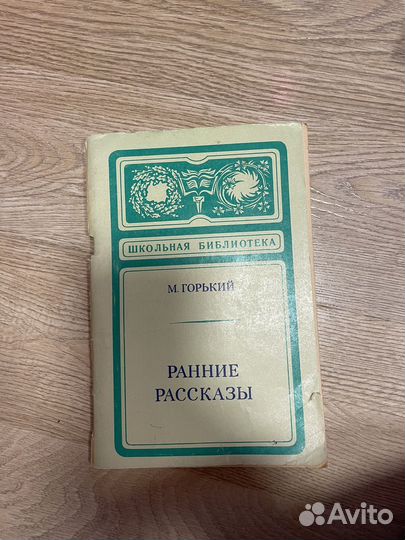 ШКОЛЬНАЯ БИБЛИОТЕКА
М. ГОРЬКИЙ
РАННИЕ
РАССКАЗЫ
Avito